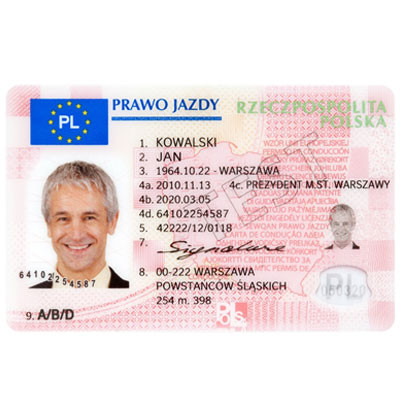 PL
PRAWO JAZDY
RZECZPOSPOLITA
POLSKA
1. KOWALSKI
2. JAN
3. 1964.10.22 - WARSZAWA
4a. 2010.11.13 4c. PREZYDENT M.ST. WARSZAWY
4b. 2020.03.05
4d. 64102254587
5. 42222/12/0118
7. Signature
8. 00-222 WARSZAWA
POWSTAŃCÓW ŚLĄSKICH
254 m. 398
64102254587
9. A/B/D